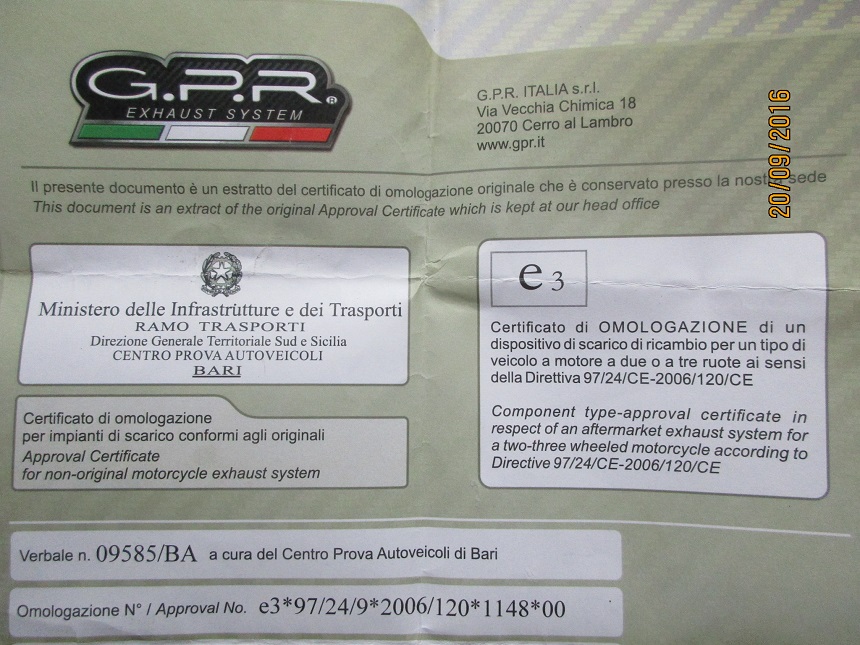 G.P.R.®
EXHAUST SYSTEM
G.P.R. ITALIA s.r.l.
Via Vecchia Chimica 18
20070 Cerro al Lambro
www.gpr.it
20/09/2016
Il presente documento è un estratto del certificato di omologazione originale che è conservato presso la nostra sede
This document is an extract of the original Approval Certificate which is kept at our head office
Ministero delle Infrastrutture e dei Trasporti
RAMO TRASPORTI
Direzione Generale Territoriale Sud e Sicilia
CENTRO PROVA AUTOVEICOLI
BARI
e 3
Certificato di OMOLOGAZIONE di un
dispositivo di scarico di ricambio per un tipo di
veicolo a motore a due o a tre ruote ai sensi
della Direttiva 97/24/CE-2006/120/CE
Component type-approval certificate in
respect of an aftermarket exhaust system for
a two-three wheeled motorcycle according to
Directive 97/24/CE-2006/120/CE
Certificato di omologazione
per impianti di scarico conformi agli originali
Approval Certificate
for non-original motorcycle exhaust system
Verbale n. 09585/BA a cura del Centro Prova Autoveicoli di Bari
Omologazione N° / Approval No. e3*97/24/9*2006/120*1148*00